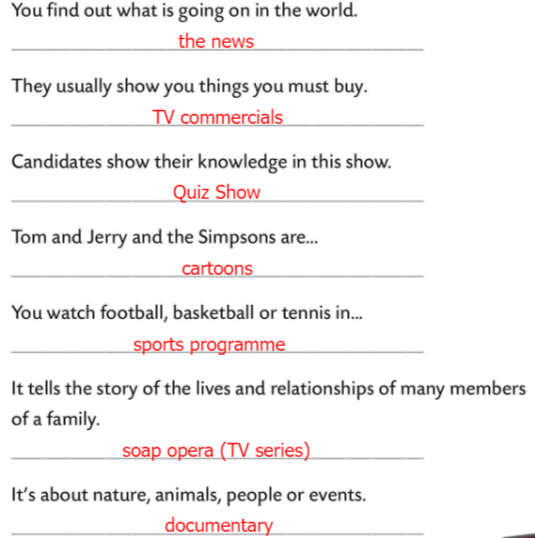 You find out what is going on in the world.
the news
They usually show you things you must buy.
TV commercials
Candidates show their knowledge in this show.
Quiz Show
Tom and Jerry and the Simpsons are...
cartoons
You watch football, basketball or tennis in...
sports programme
It tells the story of the lives and relationships of many members
of a family.
soap opera (TV series)
It's about nature, animals, people or events.
documentary